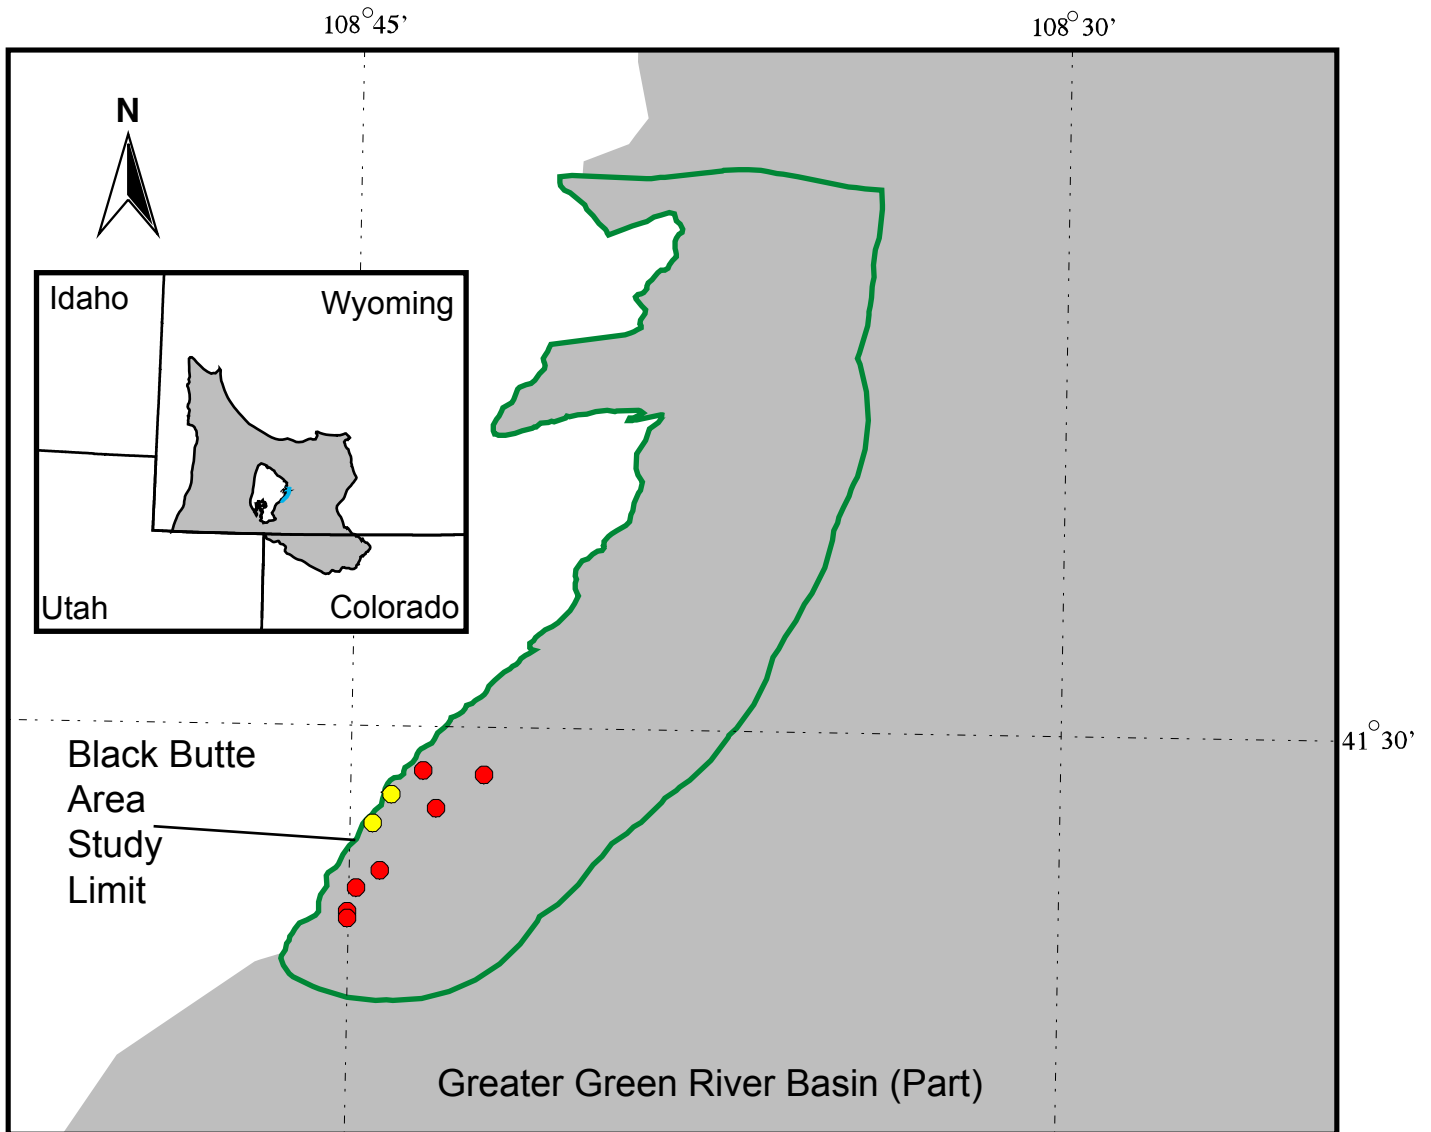 108°45’
108°30’
N
Idaho
Wyoming
Utah
Colorado
41°30’
Black Butte
Area
Study
Limit
Greater Green River Basin (Part)